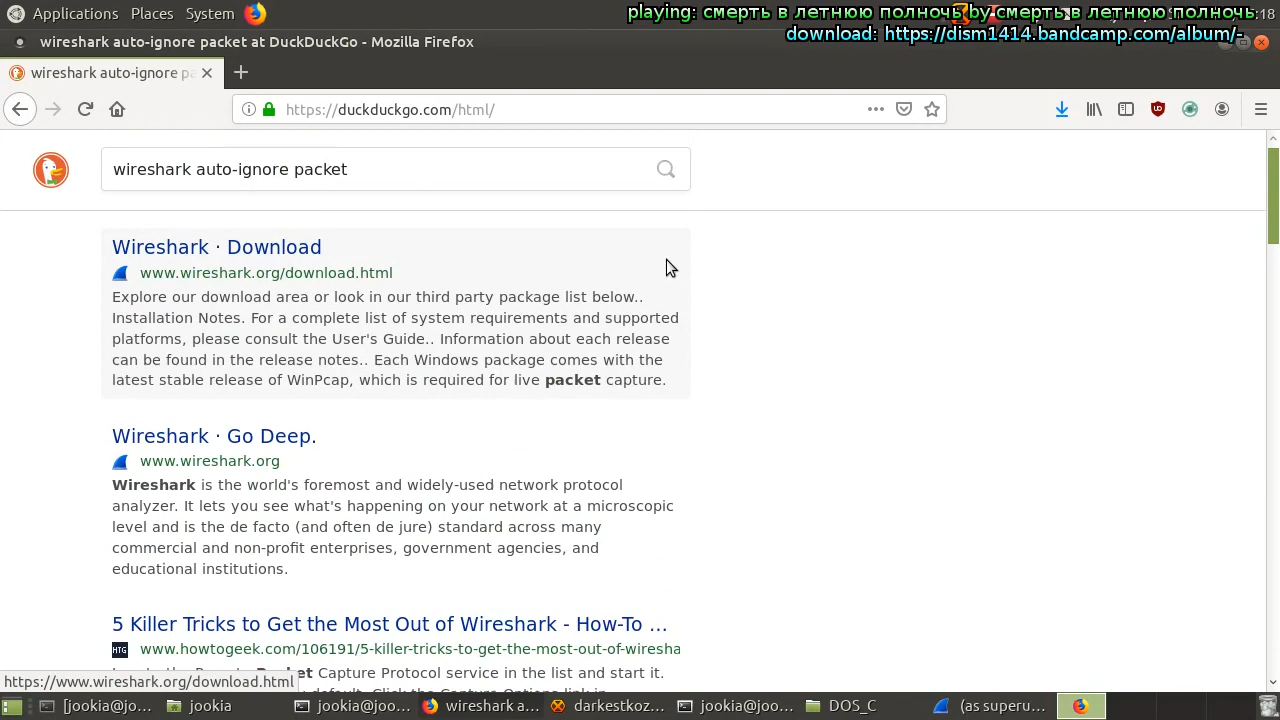 Applications Places System
playing: смерть в летнюю полночь by смерть в летнюю полночь
18
download: https://dism1414.bandcamp.com/album/-
wireshark auto-ignore packet at DuckDuckGo - Mozilla Firefox
wireshark auto-ignore pa
https://duckduckgo.com/html/
wireshark auto-ignore packet
Wireshark · Download
www.wireshark.org/download.html
Explore our download area or look in our third party package list below..
Installation Notes. For a complete list of system requirements and supported
platforms, please consult the User's Guide.. Information about each release
can be found in the release notes.. Each Windows package comes with the
latest stable release of WinPcap, which is required for live packet capture.
Wireshark · Go Deep.
www.wireshark.org
Wireshark is the world's foremost and widely-used network protocol
analyzer. It lets you see what's happening on your network at a microscopic
level and is the de facto (and often de jure) standard across many
commercial and non-profit enterprises, government agencies, and
educational institutions.
5 Killer Tricks to Get the Most Out of Wireshark - How-To ...
HTG www.howtogeek.com/106191/5-killer-tricks-to-get-the-most-out-of-wiresha
Capture Protocol service in the list and start it.
https://www.wireshark.org/download.html
[jookia@jo... jookia jookia@jo... wireshark a... darkestkoz... jookia@jo... DOS_C (as superu...